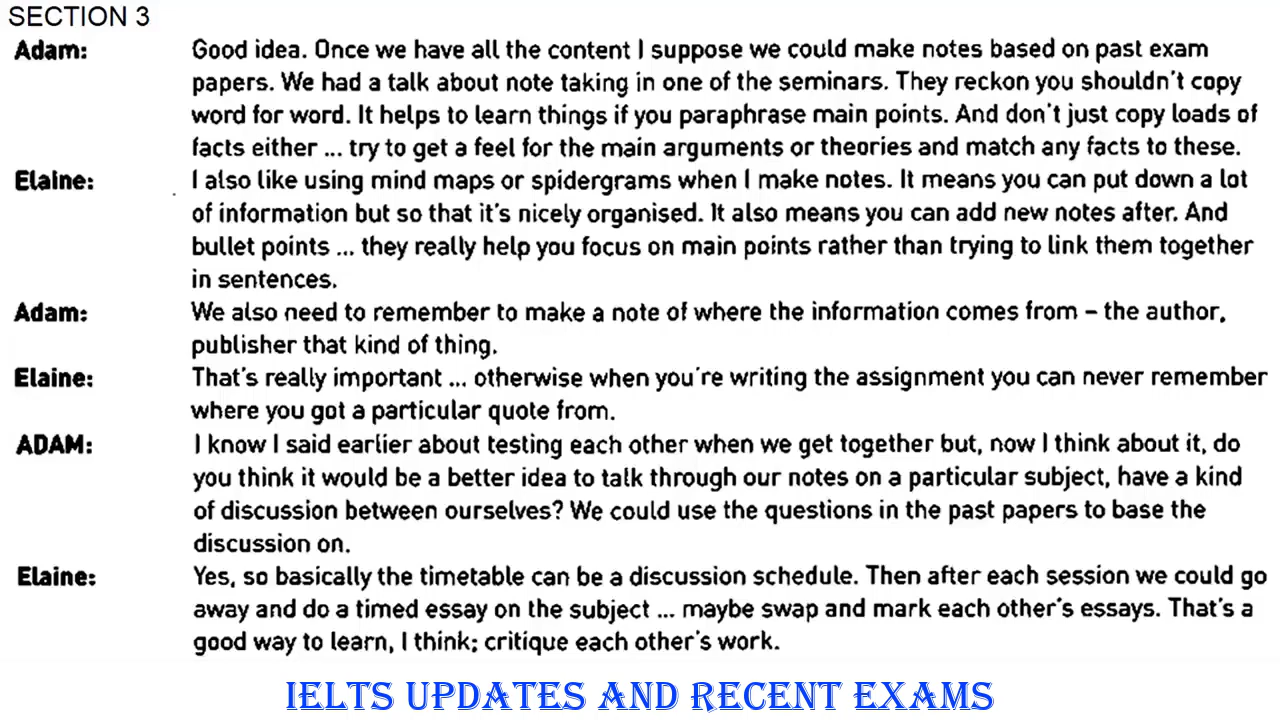 SECTION 3
Adam: Good idea. Once we have all the content I suppose we could make notes based on past exam
papers. We had a talk about note taking in one of the seminars. They reckon you shouldn't copy
word for word. It helps to learn things if you paraphrase main points. And don't just copy loads of
facts either ... try to get a feel for the main arguments or theories and match any facts to these.
Elaine: I also like using mind maps or spidergrams when I make notes. It means you can put down a lot
of information but so that it's nicely organised. It also means you can add new notes after. And
bullet points ... they really help you focus on main points rather than trying to link them together
in sentences.
Adam: We also need to remember to make a note of where the information comes from – the author,
publisher that kind of thing.
Elaine: That's really important ... otherwise when you're writing the assignment you can never remember
where you got a particular quote from.
ADAM: I know I said earlier about testing each other when we get together but, now I think about it, do
you think it would be a better idea to talk through our notes on a particular subject, have a kind
of discussion between ourselves? We could use the questions in the past papers to base the
discussion on.
Elaine: Yes, so basically the timetable can be a discussion schedule. Then after each session we could go
away and do a timed essay on the subject ... maybe swap and mark each other's essays. That's a
good way to learn, I think; critique each other's work.
IELTS UPDATES AND RECENT EXAMS